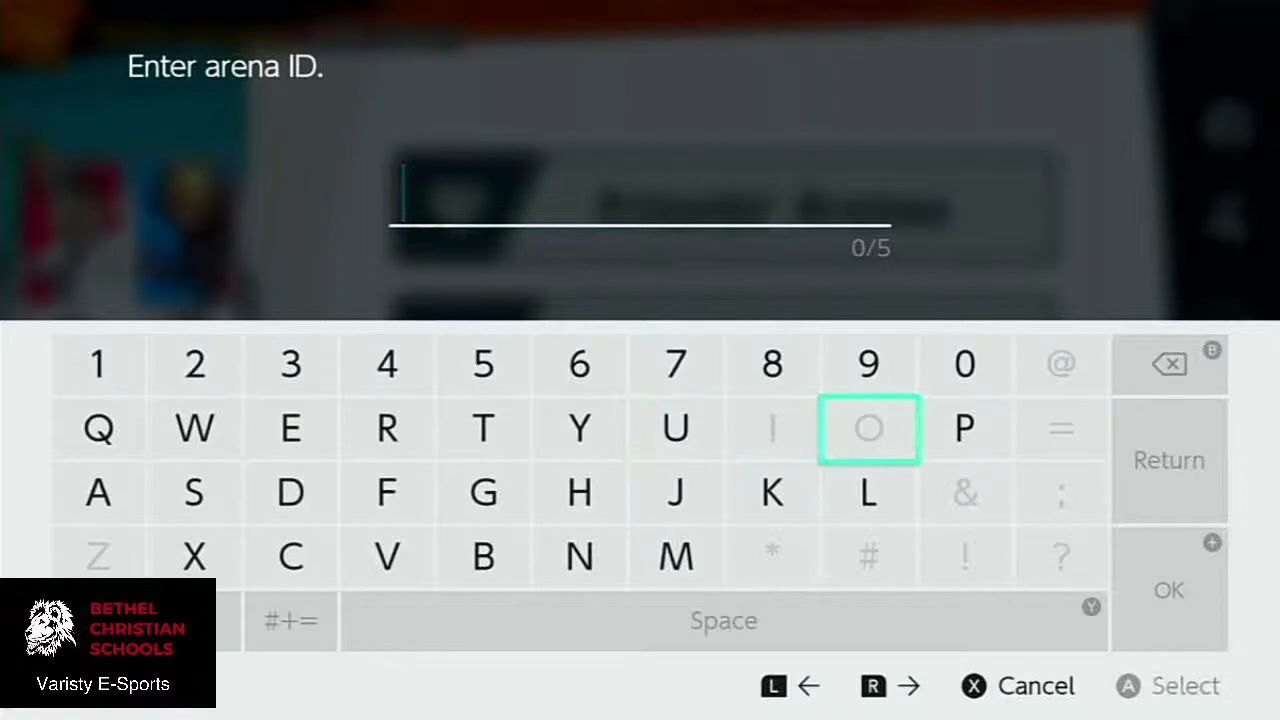 Enter arena ID.
0/5
1 2 3 4 5 6 7 8 9 0 @ B
Q W E R T Y U I O P = Return
A S D F G H J K L & ;
Z X C V B N M * # ! ? + OK
#+= Space Y
BETHEL
CHRISTIAN
SCHOOLS
Varisty E-Sports
L ← R → X Cancel A Select